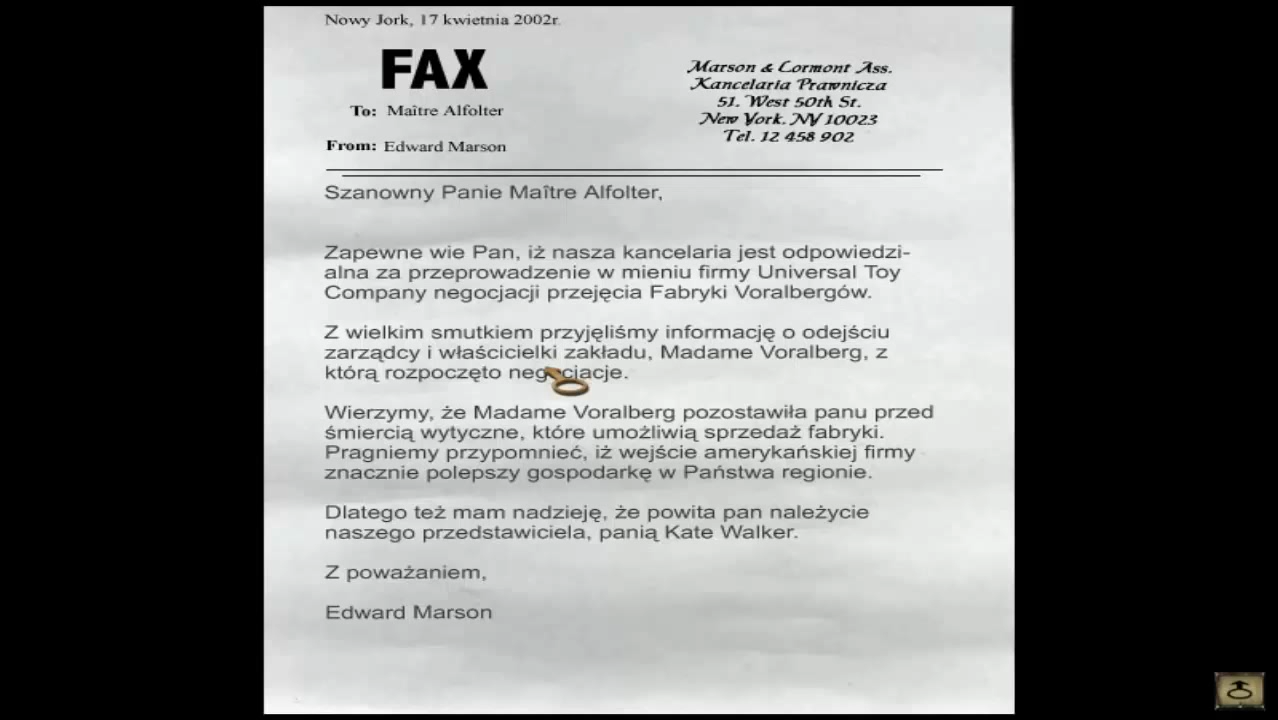 Nowy Jork, 17 kwietnia 2002r.
FAX
To: Maître Alfolter
From: Edward Marson
Marson & Lormont Ass.
Kancelaria Prawnicza
51. West 50th St.
New York. NY 10023
Tel. 12 458 902
Szanowny Panie Maître Alfolter,
Zapewne wie Pan, iż nasza kancelaria jest odpowiedzi-
alna za przeprowadzenie w mieniu firmy Universal Toy
Company negocjacji przejęcia Fabryki Voralbergów.
Z wielkim smutkiem przyjęliśmy informację o odejściu
zarządcy i właścicielki zakładu, Madame Voralberg, z
którą rozpoczęto negocjacje.
Wierzymy, że Madame Voralberg pozostawiła panu przed
śmiercią wytyczne, które umożliwią sprzedaż fabryki.
Pragniemy przypomnieć, iż wejście amerykańskiej firmy
znacznie polepszy gospodarkę w Państwa regionie.
Dlatego też mam nadzieję, że powita pan należycie
naszego przedstawiciela, panią Kate Walker.
Z poważaniem,
Edward Marson